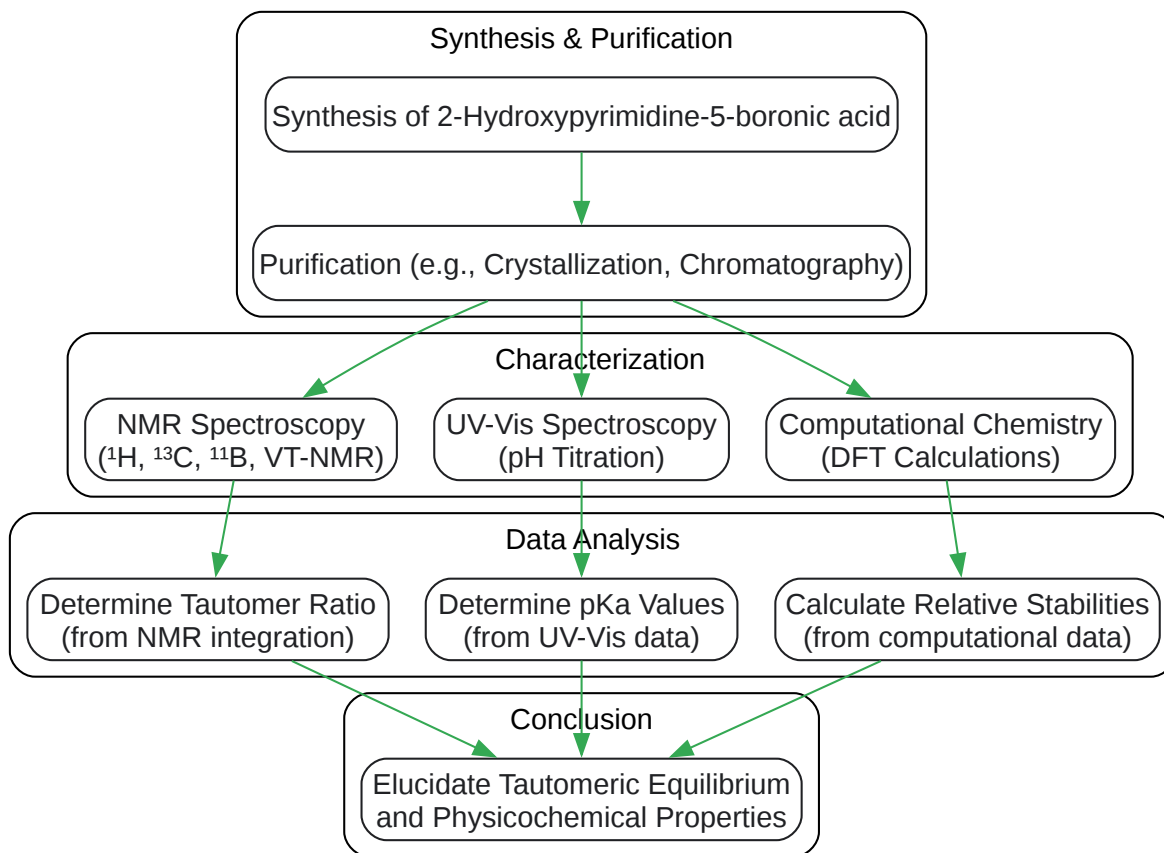 Synthesis & Purification
Synthesis of 2-Hydroxypyrimidine-5-boronic acid
Purification (e.g., Crystallization, Chromatography)
Characterization
NMR Spectroscopy
(¹H, ¹³C, ¹¹B, VT-NMR)
UV-Vis Spectroscopy
(pH Titration)
Computational Chemistry
(DFT Calculations)
Data Analysis
Determine Tautomer Ratio
(from NMR integration)
Determine pKa Values
(from UV-Vis data)
Calculate Relative Stabilities
(from computational data)
Conclusion
Elucidate Tautomeric Equilibrium
and Physicochemical Properties